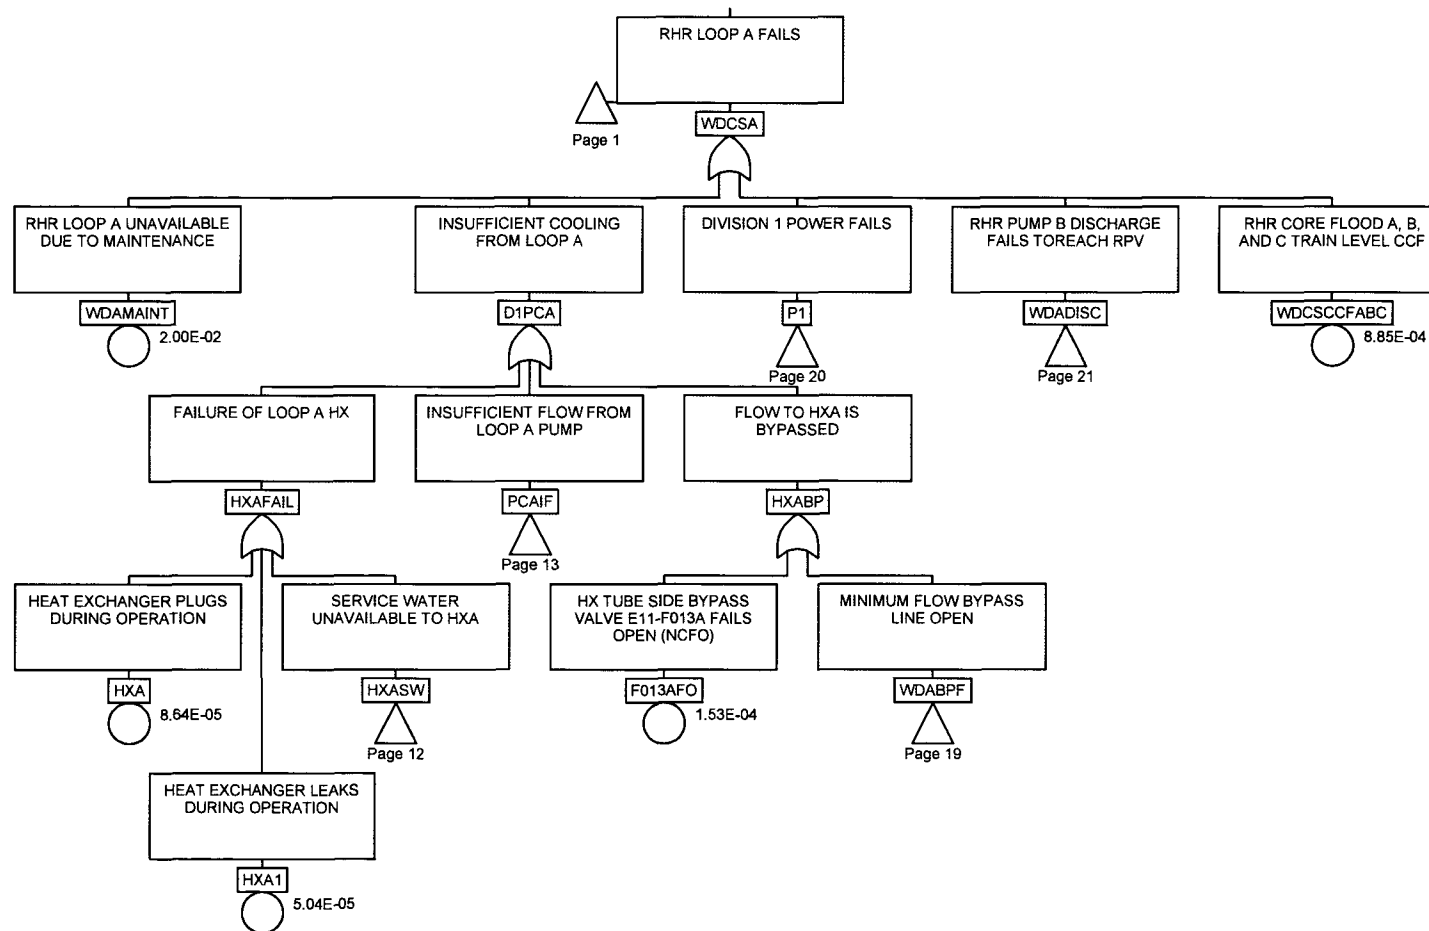 RHR LOOP A FAILS
Page 1
WDCSA
RHR LOOP A UNAVAILABLE
DUE TO MAINTENANCE
WDAMAINT
2.00E-02
INSUFFICIENT COOLING
FROM LOOP A
D1PCA
DIVISION 1 POWER FAILS
P1
Page 20
RHR PUMP B DISCHARGE
FAILS TOREACH RPV
WDADISC
Page 21
RHR CORE FLOOD A, B,
AND C TRAIN LEVEL CCF
WDCSCCFABC
8.85E-04
FAILURE OF LOOP A HX
HXAFAIL
INSUFFICIENT FLOW FROM
LOOP A PUMP
PCAIF
Page 13
FLOW TO HXA IS
BYPASSED
HXABP
HEAT EXCHANGER PLUGS
DURING OPERATION
HXA
8.64E-05
SERVICE WATER
UNAVAILABLE TO HXA
HXASW
Page 12
HX TUBE SIDE BYPASS
VALVE E11-F013A FAILS
OPEN (NCFO)
F013AFO
1.53E-04
MINIMUM FLOW BYPASS
LINE OPEN
WDABPF
Page 19
HEAT EXCHANGER LEAKS
DURING OPERATION
HXA1
5.04E-05